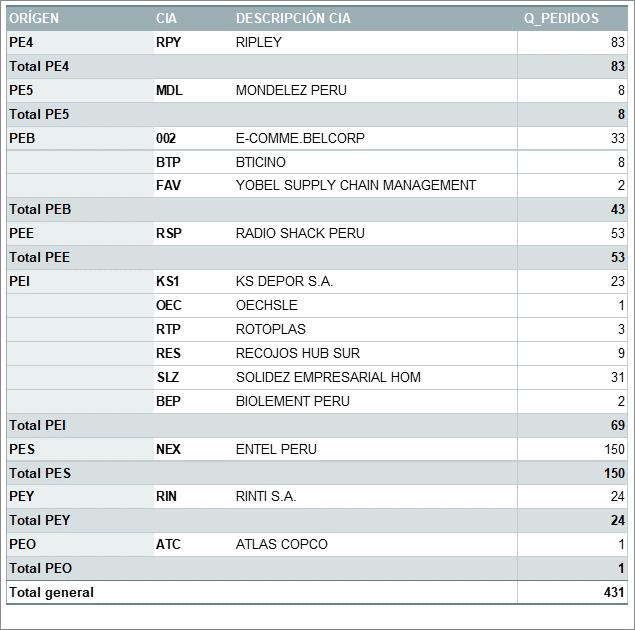 ORÍGEN CIA DESCRIPCIÓN CIA Q_PEDIDOS
PE4 RPY RIPLEY 83
Total PE4 83
PE5 MDL MONDELEZ PERU 8
Total PE5 8
PEB 002 E-COMME.BELCORP 33
BTP BTICINO 8
FAV YOBEL SUPPLY CHAIN MANAGEMENT 2
Total PEB 43
PEE RSP RADIO SHACK PERU 53
Total PEE 53
PEI KS1 KS DEPOR S.A. 23
OEC OECHSLE 1
RTP ROTOPLAS 3
RES RECOJOS HUB SUR 9
SLZ SOLIDEZ EMPRESARIAL HOM 31
BEP BIOLEMENT PERU 2
Total PEI 69
PES NEX ENTEL PERU 150
Total PES 150
PEY RIN RINTI S.A. 24
Total PEY 24
PEO ATC ATLAS COPCO 1
Total PEO 1
Total general 431